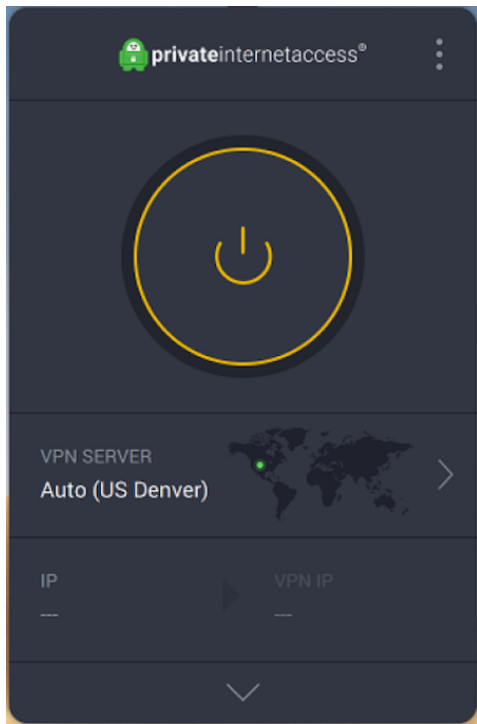 privateinternetaccess®
VPN SERVER
Auto (US Denver)
IP
VPN IP
---
---